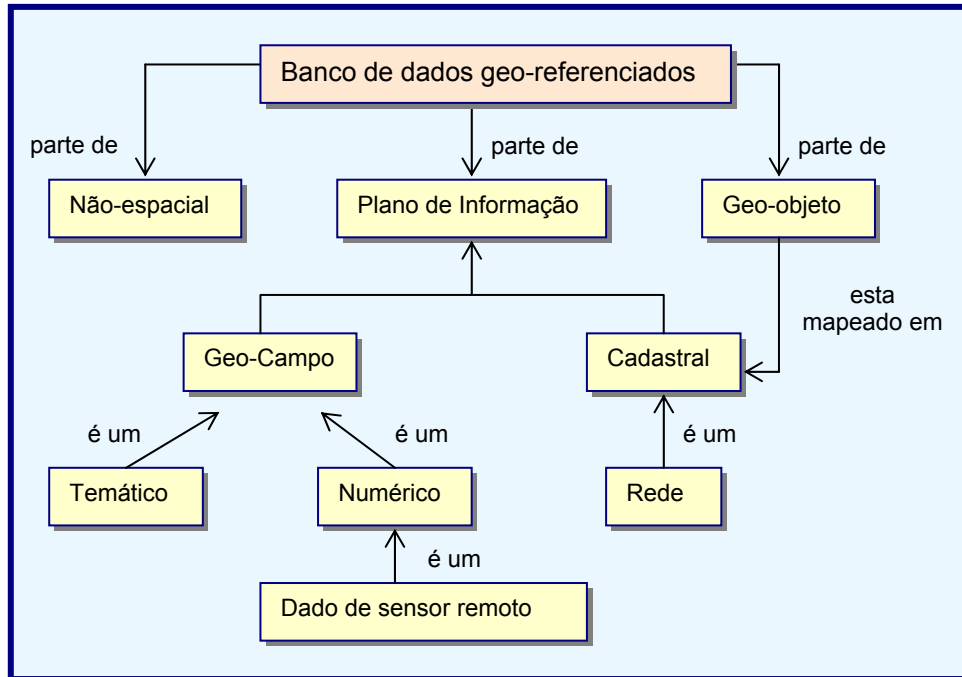 Banco de dados geo-referenciados
parte de
parte de
parte de
Não-espacial
Plano de Informação
Geo-objeto
esta
mapeado em
Geo-Campo
Cadastral
é um
é um
é um
Temático
Numérico
Rede
é um
Dado de sensor remoto